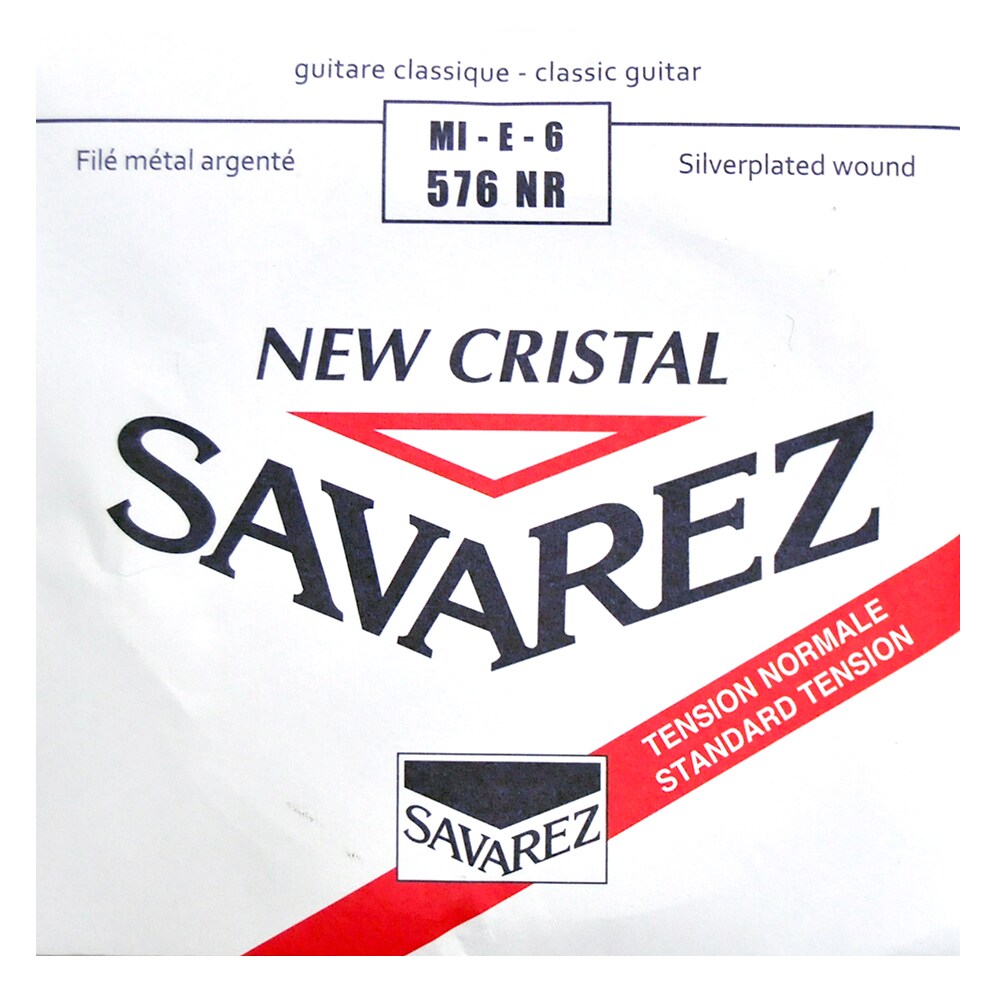 guitare classique - classic guitar
MI - E - 6
576 NR
Filé métal argenté
Silverplated wound
NEW CRISTAL
SAVAREZ
TENSION NORMALE
STANDARD TENSION
SAVAREZ